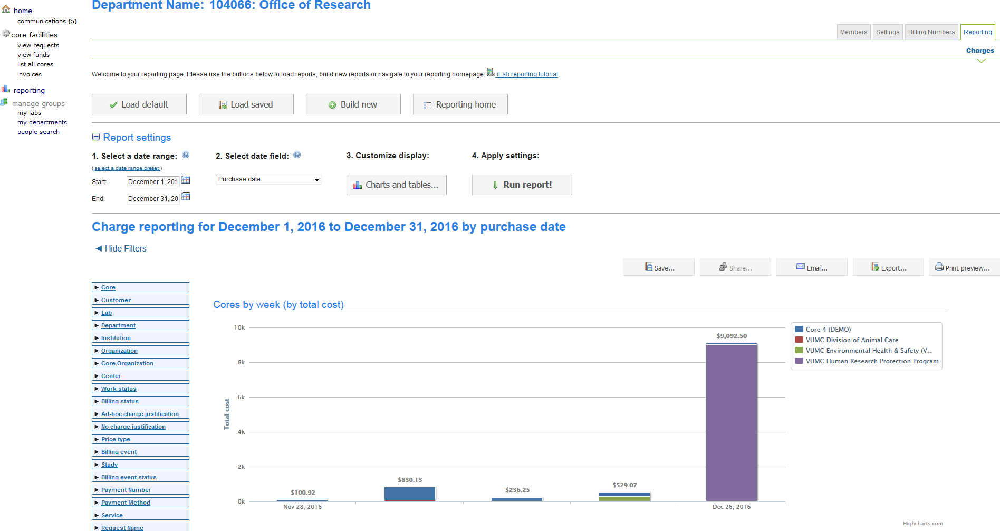 Department Name: 104066: Office of Research
home
communications (5)
core facilities
view requests
view funds
list all cores
invoices
reporting
manage groups
my labs
my departments
people search
Members
Settings
Billing Numbers
Reporting
Charges
Welcome to your reporting page. Please use the buttons below to load reports, build new reports or navigate to your reporting homepage. iLab reporting tutorial
Load default
Load saved
Build new
Reporting home
Report settings
1. Select a date range:
( select a date range preset )
Start: December 1, 201
End: December 31, 20
2. Select date field:
Purchase date
3. Customize display:
Charts and tables...
4. Apply settings:
Run report!
Charge reporting for December 1, 2016 to December 31, 2016 by purchase date
Hide Filters
Save...
Share...
Email...
Export...
Print preview...
Core
Customer
Lab
Department
Institution
Organization
Core Organization
Center
Work status
Billing status
Ad-hoc charge justification
No charge justification
Price type
Billing event
Study
Billing event status
Payment Number
Payment Method
Service
Request Name
Cores by week (by total cost)
Total cost
10k
8k
6k
4k
2k
0k
$100.92
$830.13
$236.25
$529.07
$9,092.50
Nov 28, 2016
Dec 26, 2016
Core 4 (DEMO)
VUMC Division of Animal Care
VUMC Environmental Health & Safety (V...
VUMC Human Research Protection Program
Highcharts.com